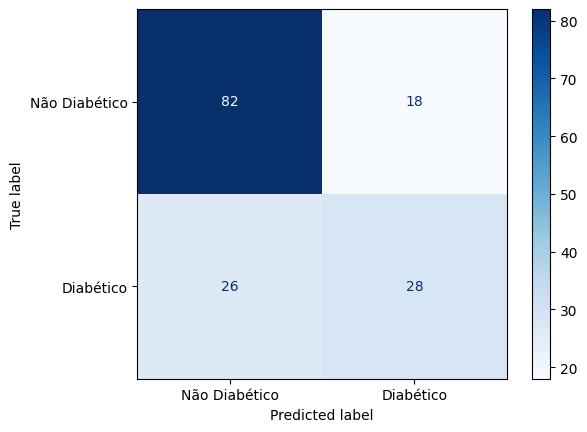 80
70
60
50
40
30
20
True label
Não Diabético
82
18
Diabético
26
28
Não Diabético
Diabético
Predicted label